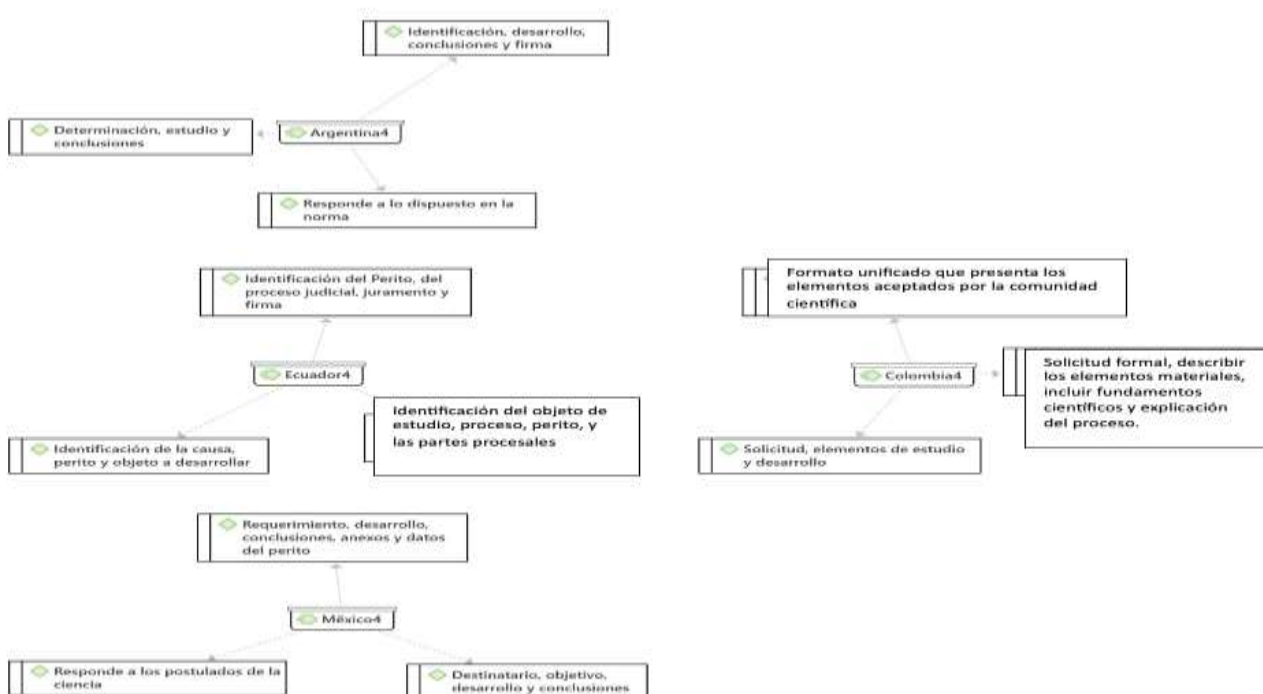 Identificación, desarrollo,
conclusiones y firma
Determinación, estudio y
conclusiones
Argentina4
Responde a lo dispuesto en la
norma
Identificación del Perito, del
proceso judicial, juramento y
firma
Formato unificado que presenta los
elementos aceptados por la comunidad
científica
Ecuador4
Colombia4
Solicitud formal, describir
los elementos materiales,
incluir fundamentos
científicos y explicación
del proceso.
Identificación del objeto de
estudio, proceso, perito, y
las partes procesales
Identificación de la causa,
perito y objeto a desarrollar
Solicitud, elementos de estudio
y desarrollo
Requerimiento, desarrollo,
conclusiones, anexos y datos
del perito
México4
Responde a los postulados de la
ciencia
Destinatario, objetivo,
desarrollo y conclusiones